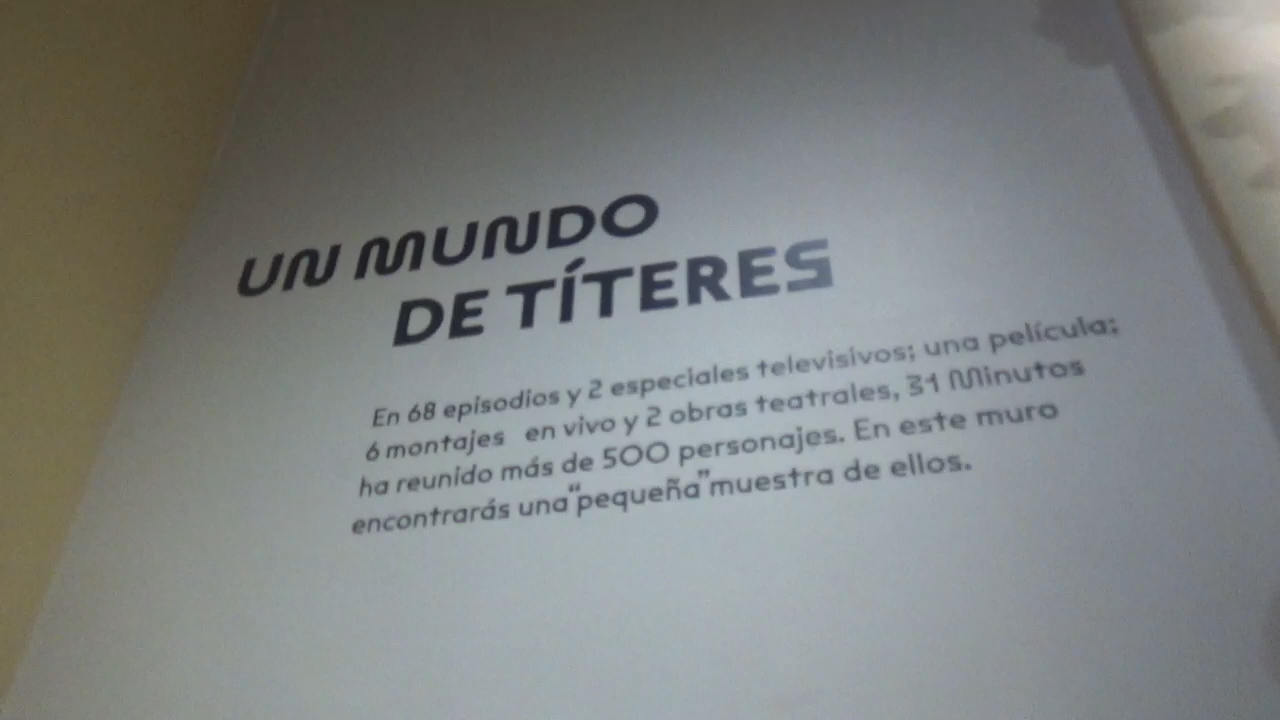 UN MUNDO
DE TÍTERES
En 68 episodios y 2 especiales televisivos; una película;
6 montajes en vivo y 2 obras teatrales, 31 Minutos
ha reunido más de 500 personajes. En este muro
encontrarás una "pequeña" muestra de ellos.